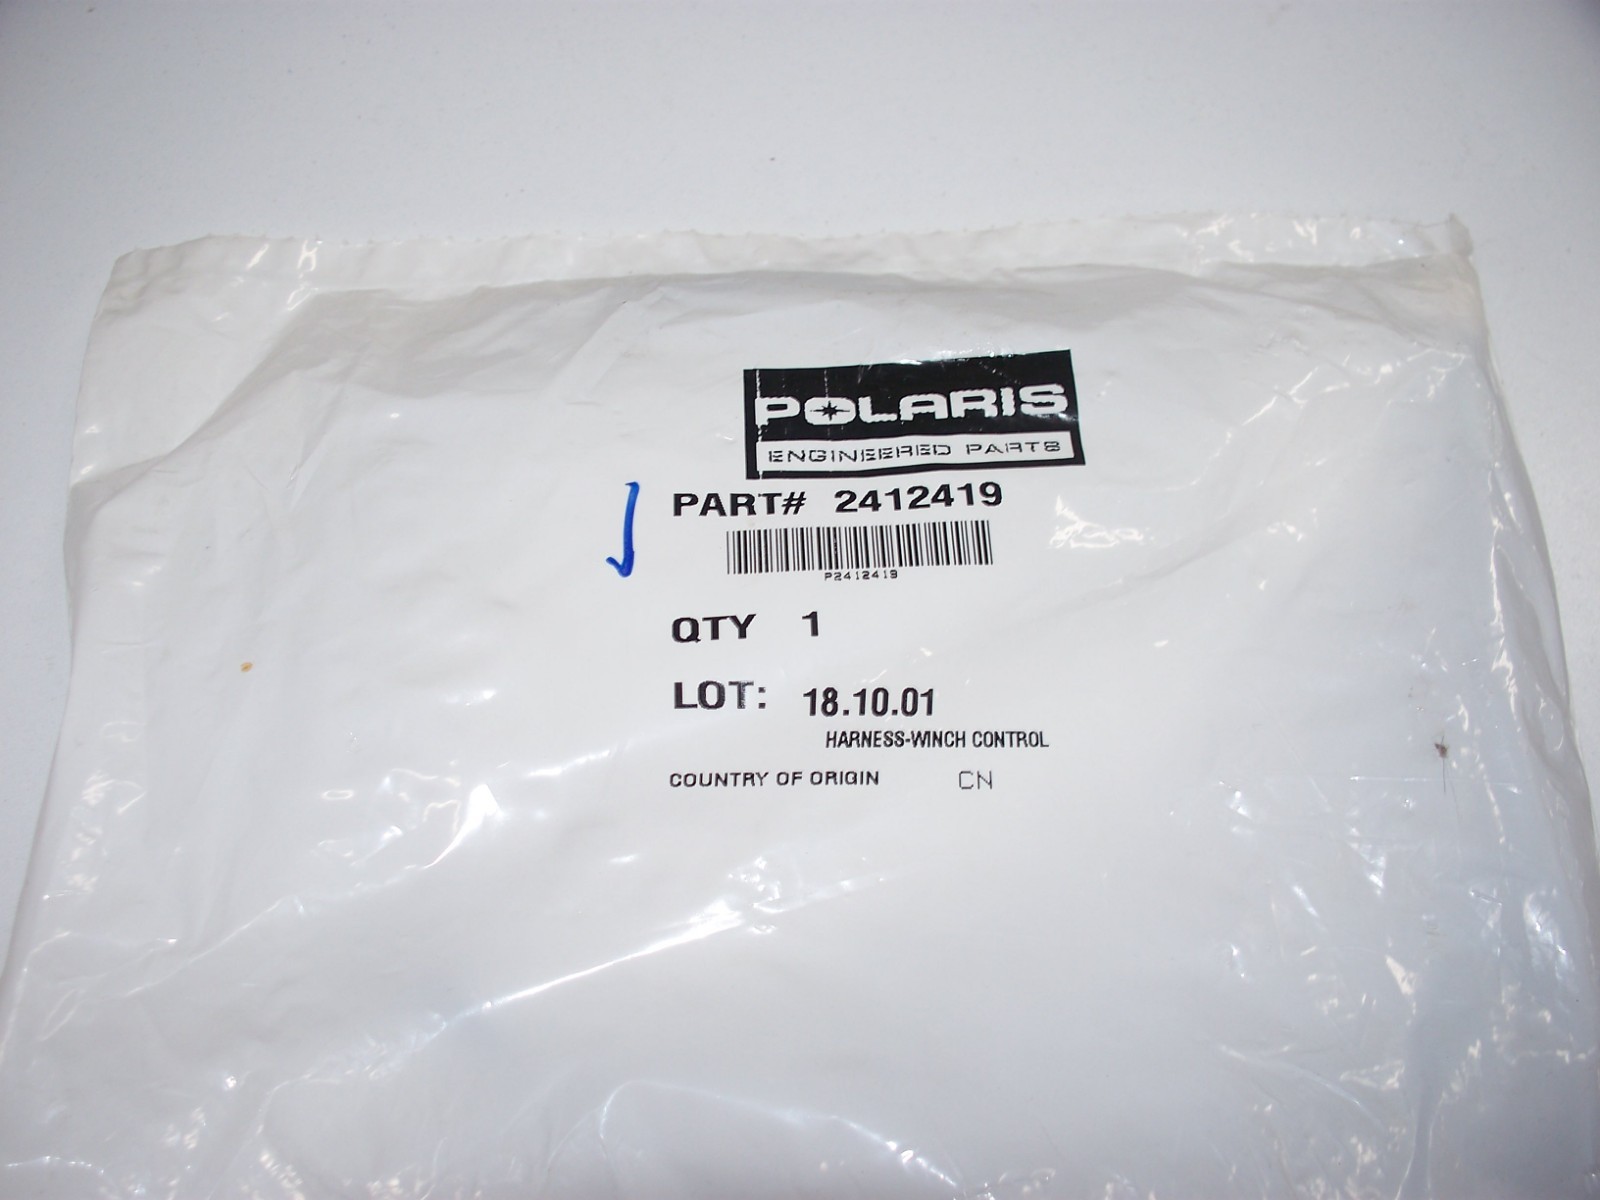 POLARIS
ENGINEERED PARTS
PART# 2412419
P2412419
QTY 1
LOT: 18.10.01
HARNESS-WINCH CONTROL
COUNTRY OF ORIGIN CN